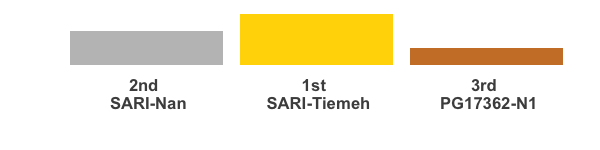 2nd
SARI-Nan
1st
SARI-Tiemeh
3rd
PG17362-N1